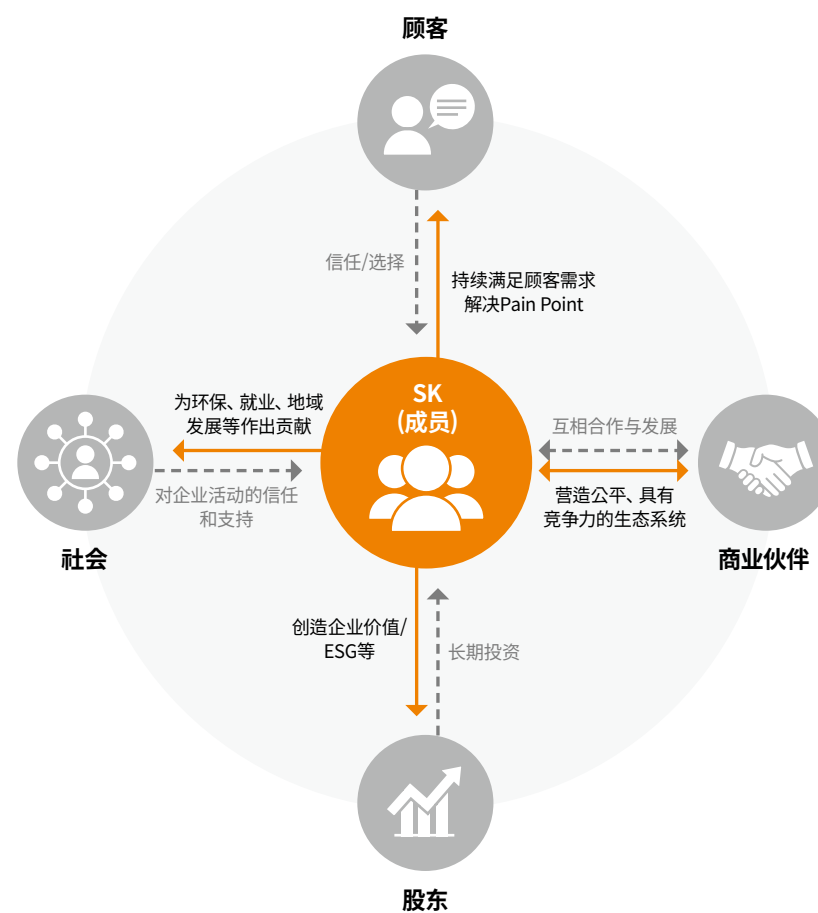 顾客
信任/选择
持续满足顾客需求
解决Pain Point
SK
(成员)
为环保、就业、地域
发展等作出贡献
对企业活动的信任
和支持
社会
互相合作与发展
营造公平、具有
竞争力的生态系统
商业伙伴
创造企业价值/
ESG等
长期投资
股东